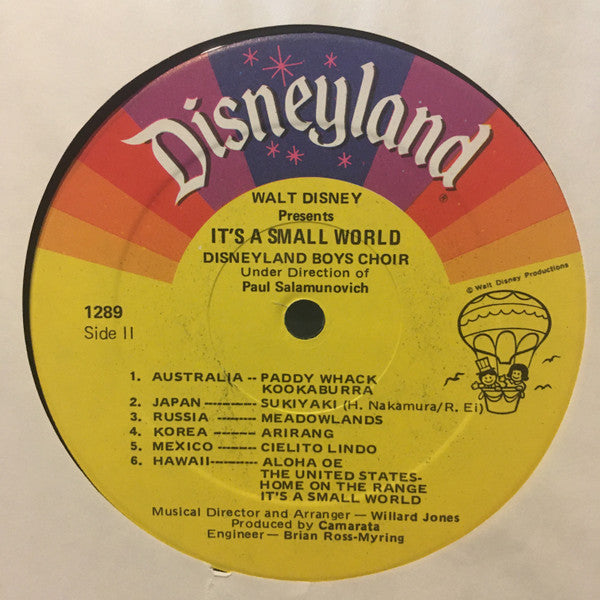 Disneyland
®
WALT DISNEY
Presents
IT'S A SMALL WORLD
DISNEYLAND BOYS CHOIR
Under Direction of
Paul Salamunovich
© Walt Disney Productions
1289
Side II
1. AUSTRALIA -- PADDY WHACK
KOOKABURRA
2. JAPAN ---------- SUKIYAKI (H. Nakamura/R. Ei)
3. RUSSIA -------- MEADOWLANDS
4. KOREA --------- ARIRANG
5. MEXICO -------- CIELITO LINDO
6. HAWAII--------- ALOHA OE
THE UNITED STATES-
HOME ON THE RANGE
IT'S A SMALL WORLD
Musical Director and Arranger — Willard Jones
Produced by Camarata
Engineer — Brian Ross-Myring